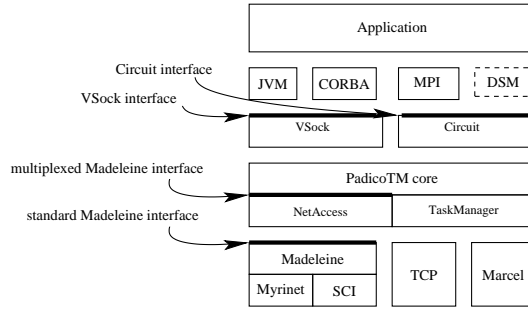 Application
Circuit interface
JVM CORBA MPI DSM
VSock interface
VSock Circuit
multiplexed Madeleine interface
PadicoTM core
NetAccess TaskManager
standard Madeleine interface
Madeleine
TCP Marcel
Myrinet SCI